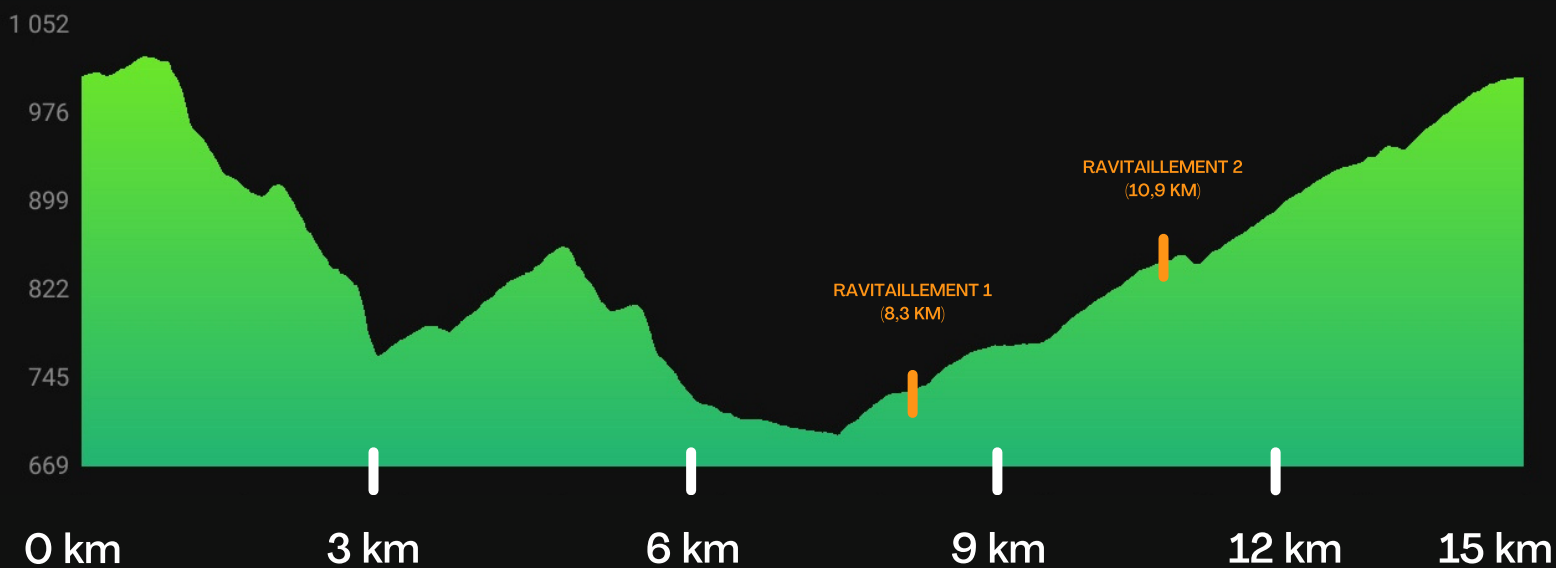 1 052
976
899
822
745
669
RAVITAILLEMENT 2
(10,9 KM)
RAVITAILLEMENT 1
(8,3 KM)
0 km
3 km
6 km
9 km
12 km
15 km